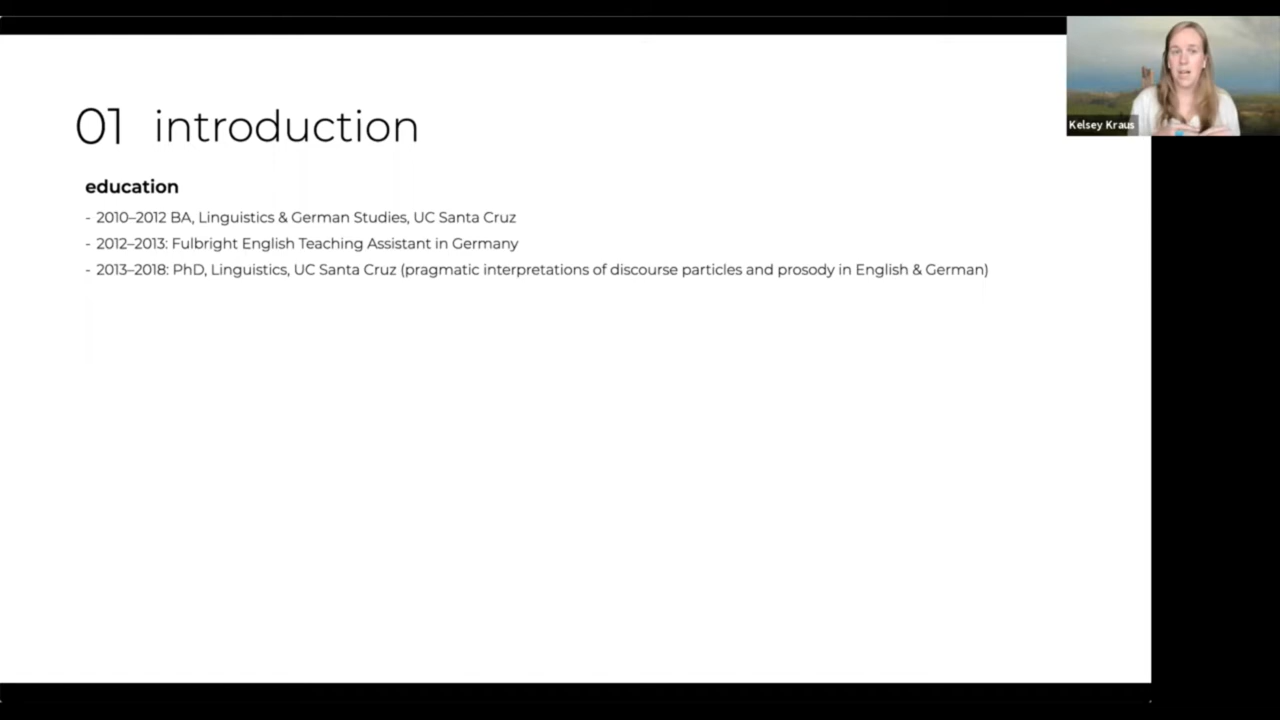 01 introduction
education
- 2010–2012 BA, Linguistics & German Studies, UC Santa Cruz
- 2012–2013: Fulbright English Teaching Assistant in Germany
- 2013–2018: PhD, Linguistics, UC Santa Cruz (pragmatic interpretations of discourse particles and prosody in English & German)
Kelsey Kraus